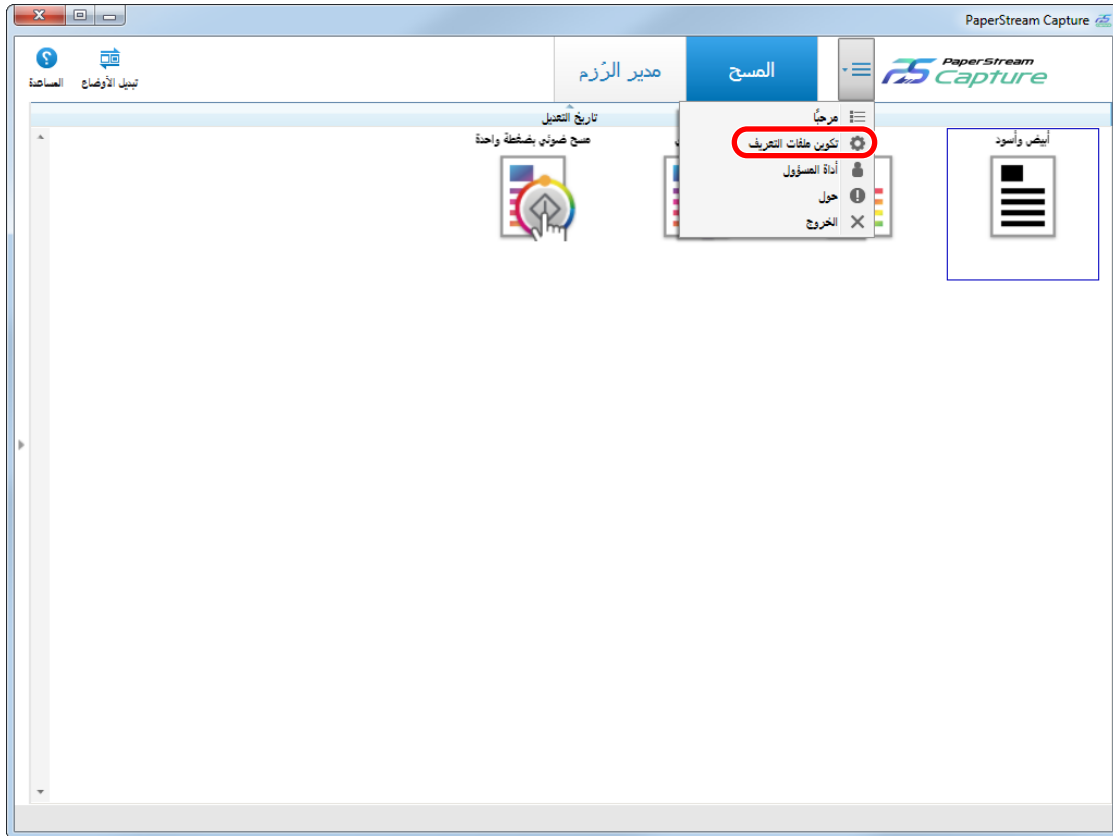 PaperStream Capture
PaperStream
Capture
المسح
مدير الرُزم
تبديل الأوضاع
المساعدة
تاريخ التعديل
مرحبًا
تكوين ملفات التعريف
أداة المسؤول
حول
الخروج
أبيض وأسود
مسح ضوئي بضغطة واحدة